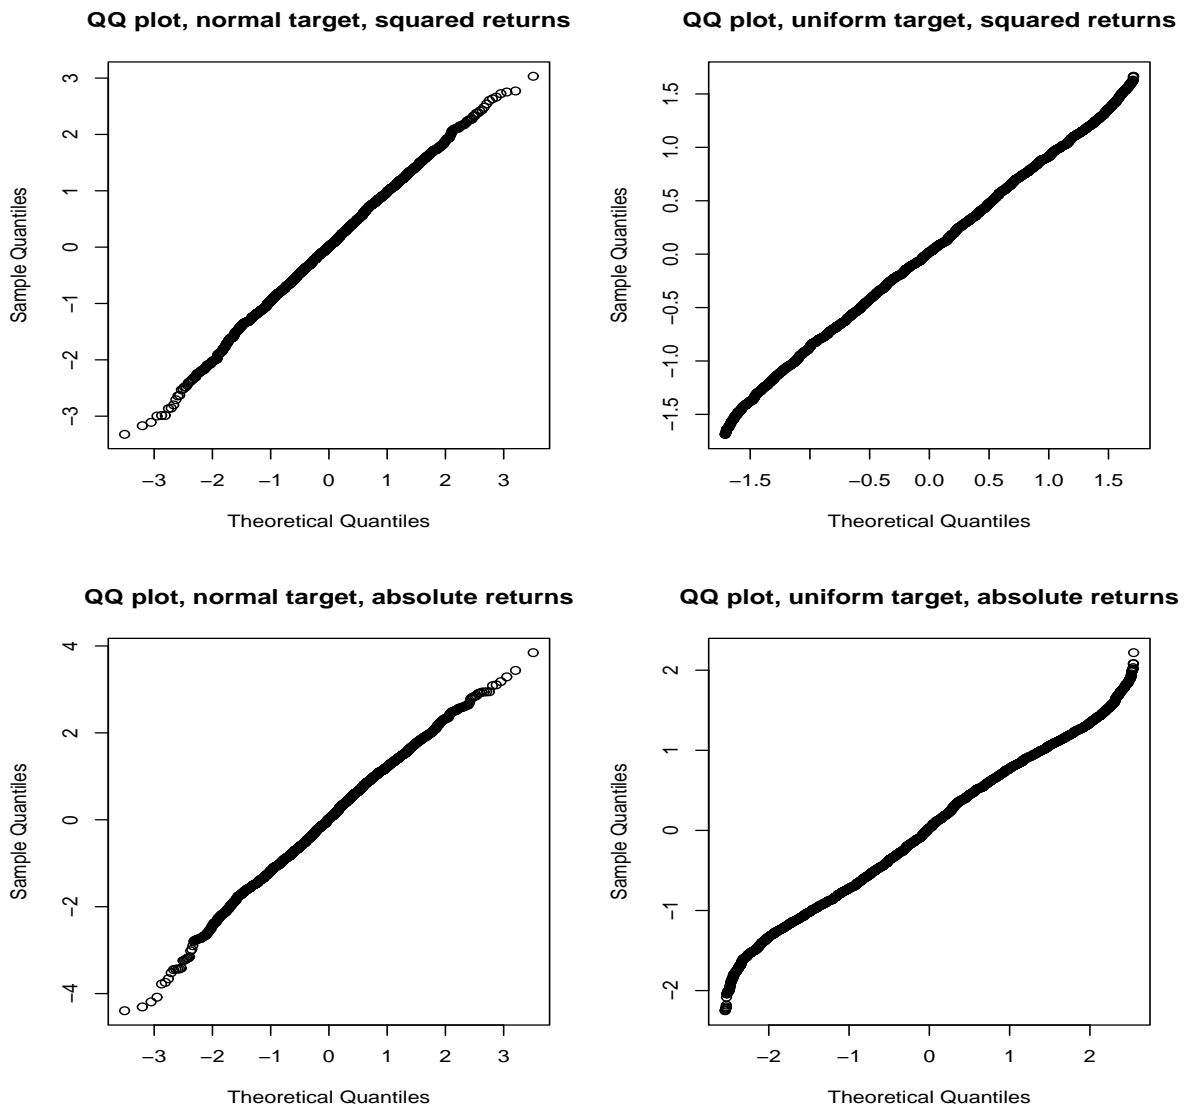 QQ plot, normal target, squared returns
Sample Quantiles
3
2
1
0
−1
−2
−3
−3 −2 −1 0 1 2 3
Theoretical Quantiles
QQ plot, uniform target, squared returns
Sample Quantiles
1.5
1.0
0.5
0.0
−0.5
−1.0
−1.5
−1.5 −0.5 0.0 0.5 1.0 1.5
Theoretical Quantiles
QQ plot, normal target, absolute returns
Sample Quantiles
4
2
0
−2
−4
−3 −2 −1 0 1 2 3
Theoretical Quantiles
QQ plot, uniform target, absolute returns
Sample Quantiles
2
1
0
−1
−2
−2 −1 0 1 2
Theoretical Quantiles